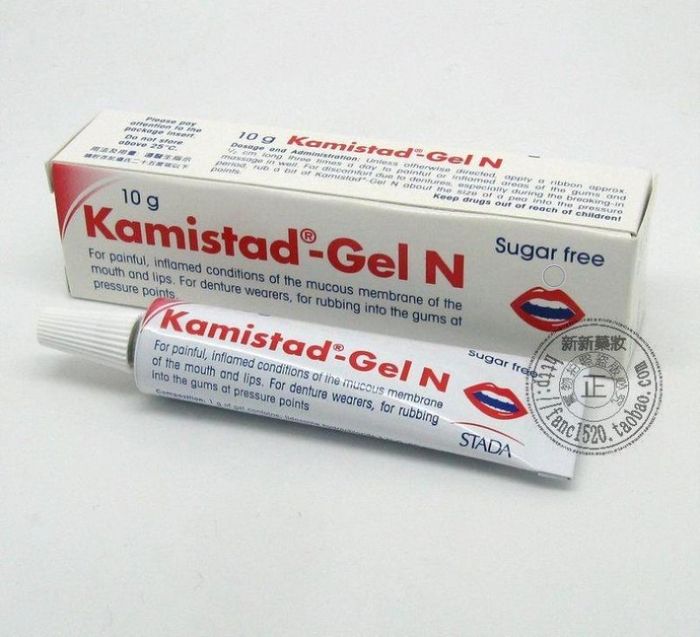 Please pay
attention to the
package insert.
Do not store
above 25°C.
10 g Kamistad®-Gel N
Dosage and Administration: Unless otherwise directed, apply a ribbon approx.
½ cm long three times a day to painful or inflamed areas of the gums and
massage in well. For discomfort due to dentures, especially during the breaking-in
period, rub a bit of Kamistad®-Gel N about the size of a pea into the pressure
points.
Keep drugs out of reach of children!
10 g
Kamistad®-Gel N
Sugar free
For painful, inflamed conditions of the mucous membrane of the
mouth and lips. For denture wearers, for rubbing into the gums at
pressure points.
Kamistad®-Gel N
sugar free
For painful, inflamed conditions of the mucous membrane
of the mouth and lips. For denture wearers, for rubbing
into the gums at pressure points
Composition: 1 g of gel contains:
STADA
新新藥妝
正
http://fanc1520.taobao.com